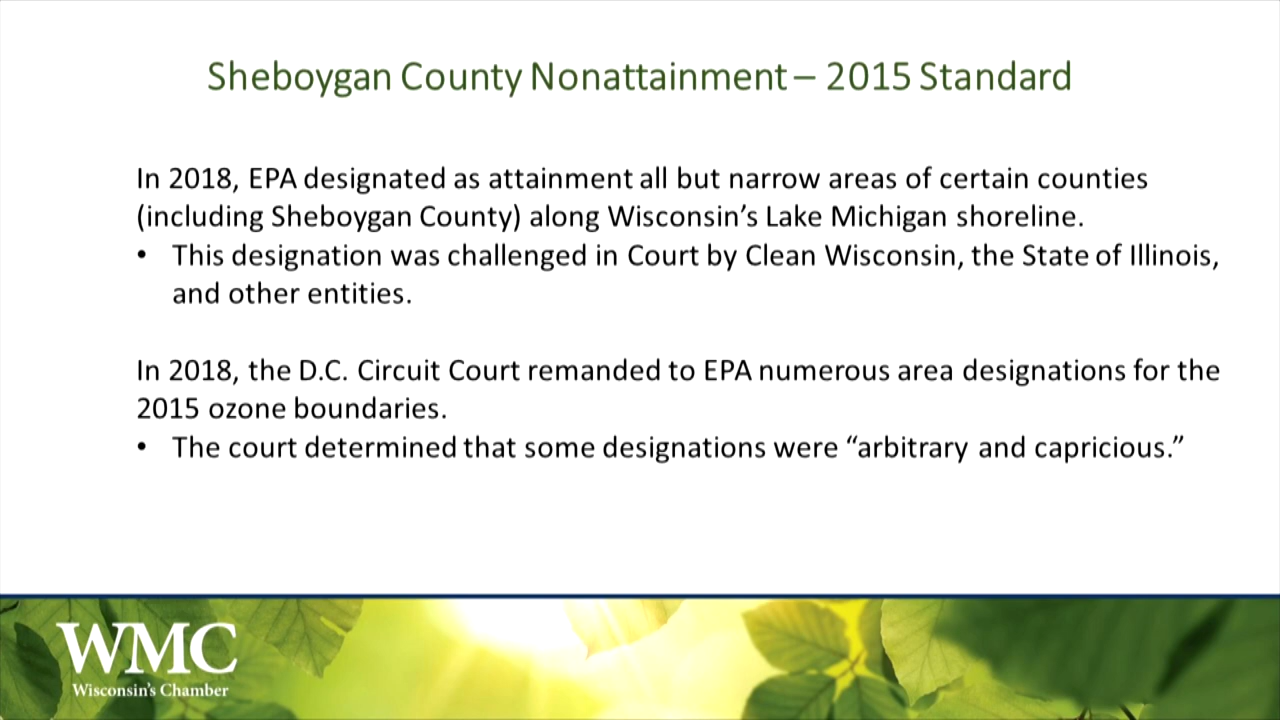 Sheboygan County Nonattainment – 2015 Standard
In 2018, EPA designated as attainment all but narrow areas of certain counties
(including Sheboygan County) along Wisconsin’s Lake Michigan shoreline.
• This designation was challenged in Court by Clean Wisconsin, the State of Illinois,
and other entities.
In 2018, the D.C. Circuit Court remanded to EPA numerous area designations for the
2015 ozone boundaries.
• The court determined that some designations were “arbitrary and capricious.”
WMC
Wisconsin’s Chamber